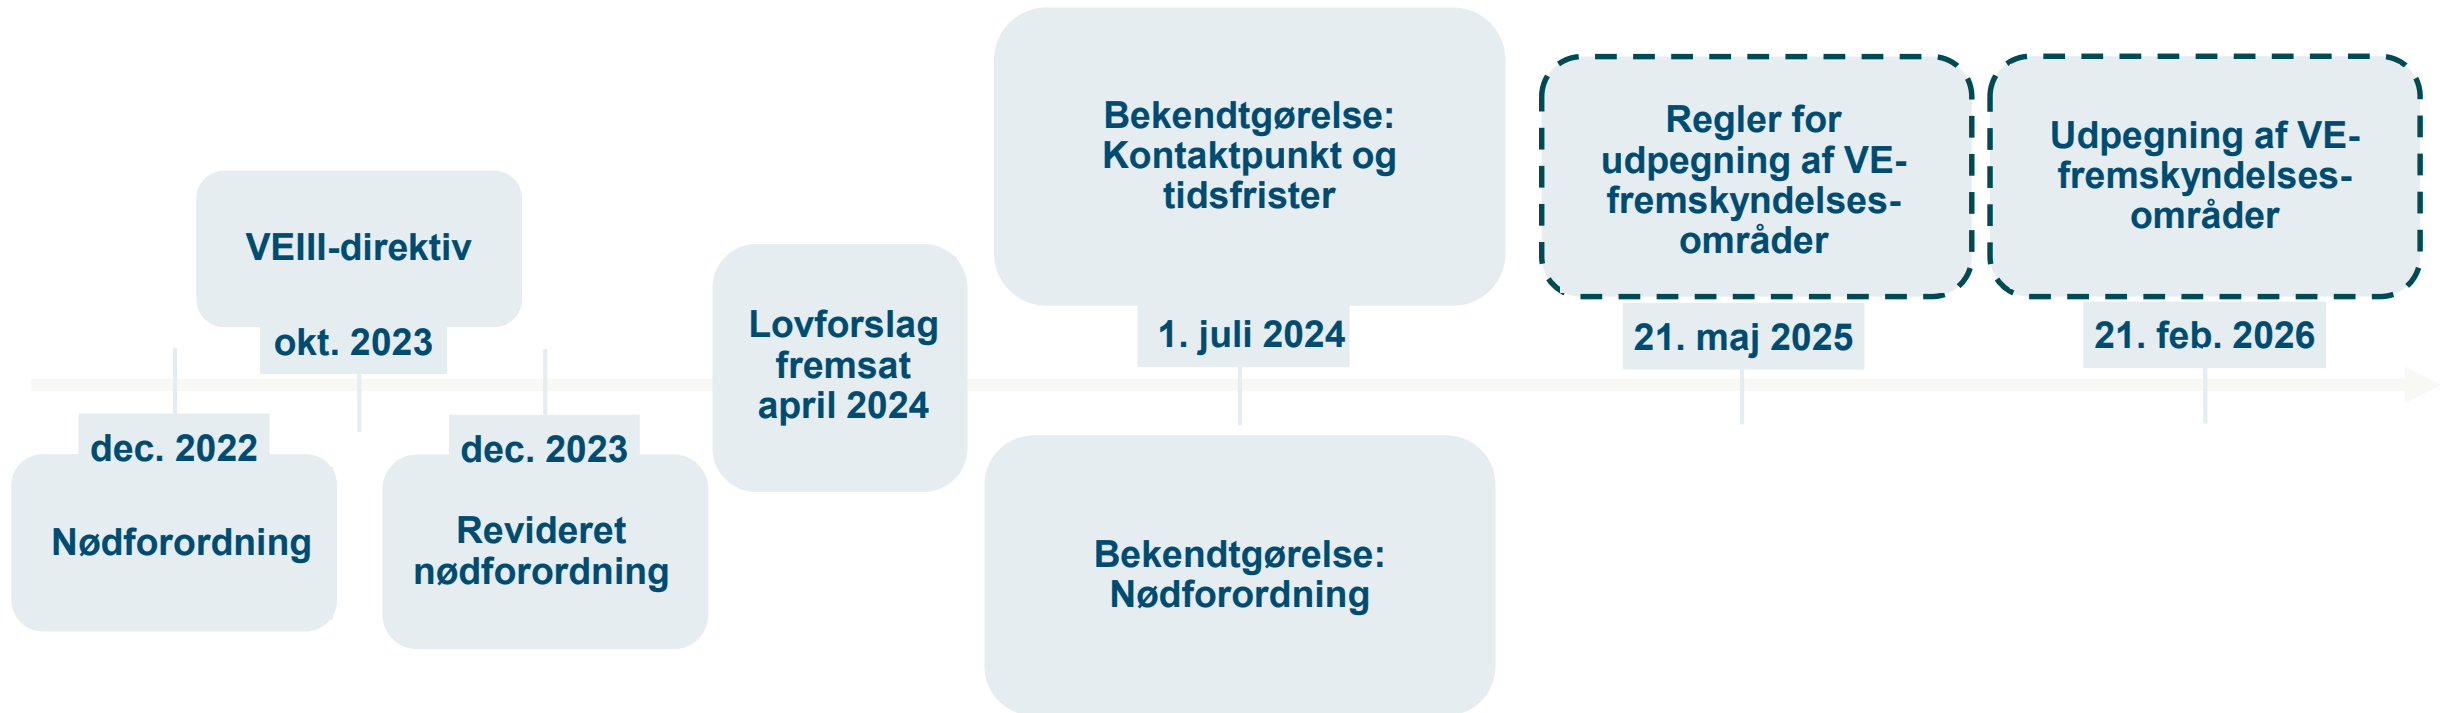 dec. 2022
Nødforordning
VEIII-direktiv
okt. 2023
dec. 2023
Revideret
nødforordning
Lovforslag
fremsat
april 2024
Bekendtgørelse:
Kontaktpunkt og
tidsfrister
1. juli 2024
Bekendtgørelse:
Nødforordning
Regler for
udpegning af VE-
fremskyndelses-
områder
21. maj 2025
Udpegning af VE-
fremskyndelses-
områder
21. feb. 2026